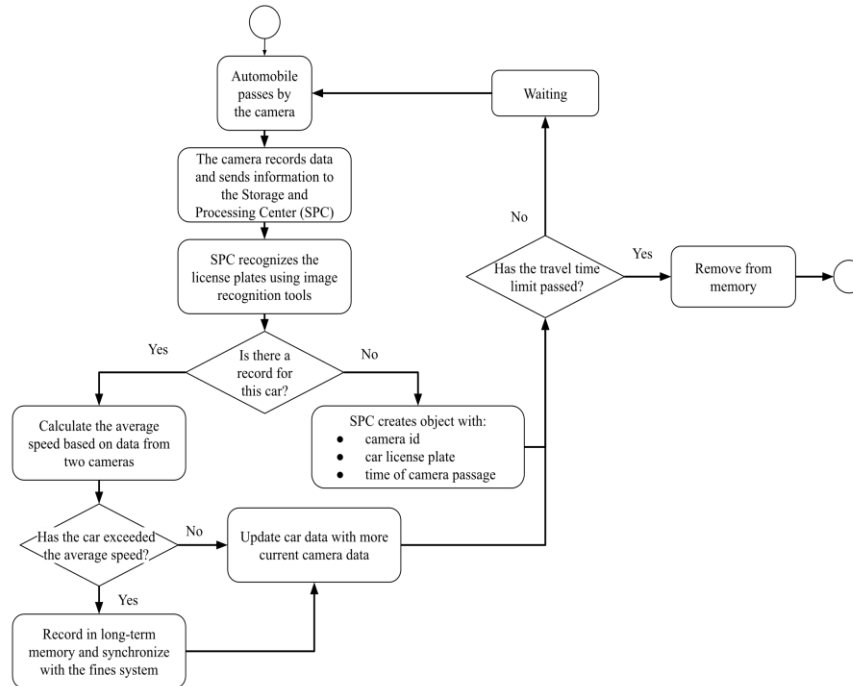 Automobile
passes by
the camera
Waiting
The camera records data
and sends information to
the Storage and
Processing Center (SPC)
No
SPC recognizes the
license plates using image
recognition tools
Has the travel time
limit passed?
Yes
Remove from
memory
Yes
Is there a
record for
this car?
No
Calculate the average
speed based on data from
two cameras
SPC creates object with:
● camera id
● car license plate
● time of camera passage
Has the car exceeded
the average speed?
No
Update car data with more
current camera data
Yes
Record in long-term
memory and synchronize
with the fines system